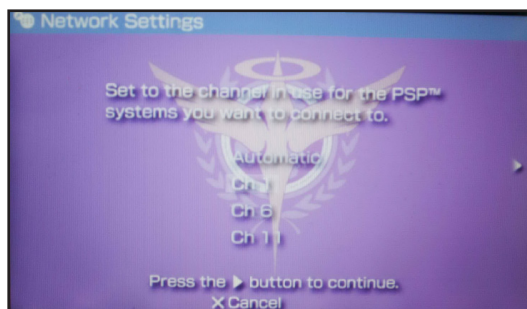 Network Settings
Set to the channel in use for the PSP™
systems you want to connect to.
Automatic
Ch 1
Ch 6
Ch 11
Press the ▶ button to continue.
✕ Cancel